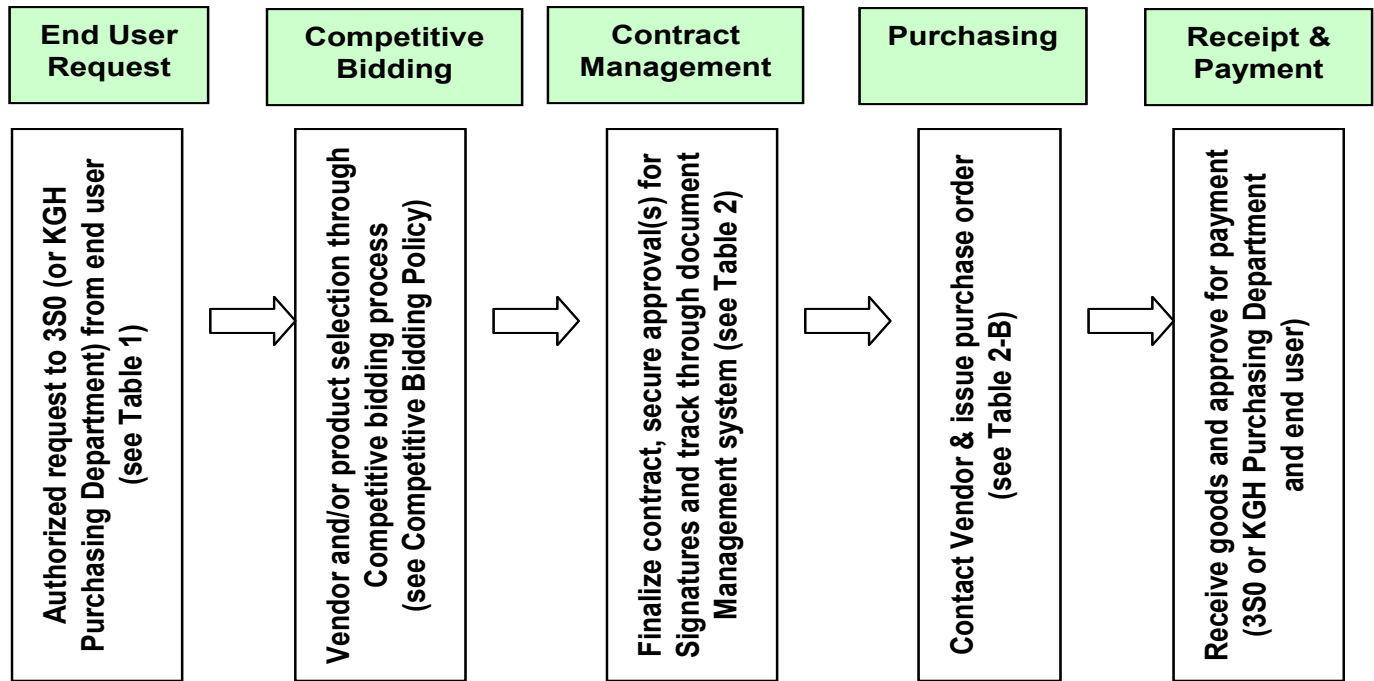 End User
Request
Competitive
Bidding
Contract
Management
Purchasing
Receipt &
Payment
Authorized request to 3S0 (or KGH
Purchasing Department) from end user
(see Table 1)
Vendor and/or product selection through
Competitive bidding process
(see Competitive Bidding Policy)
Finalize contract, secure approval(s) for
Signatures and track through document
Management system (see Table 2)
Contact Vendor & issue purchase order
(see Table 2-B)
Receive goods and approve for payment
(3S0 or KGH Purchasing Department
and end user)